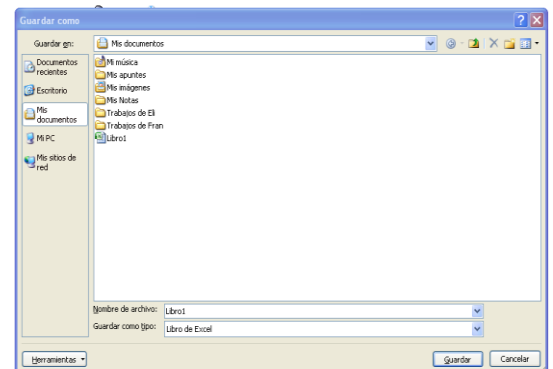 Guardar como
Guardar en:
Mis documentos
Documentos
recientes
Escritorio
Mis
documentos
Mi PC
Mis sitios de
red
Mi música
Mis apuntes
Mis imágenes
Mis Notas
Trabajos de Eli
Trabajos de Fran
Libro1
Nombre de archivo:
Libro1
Guardar como tipo:
Libro de Excel
Herramientas
Guardar
Cancelar